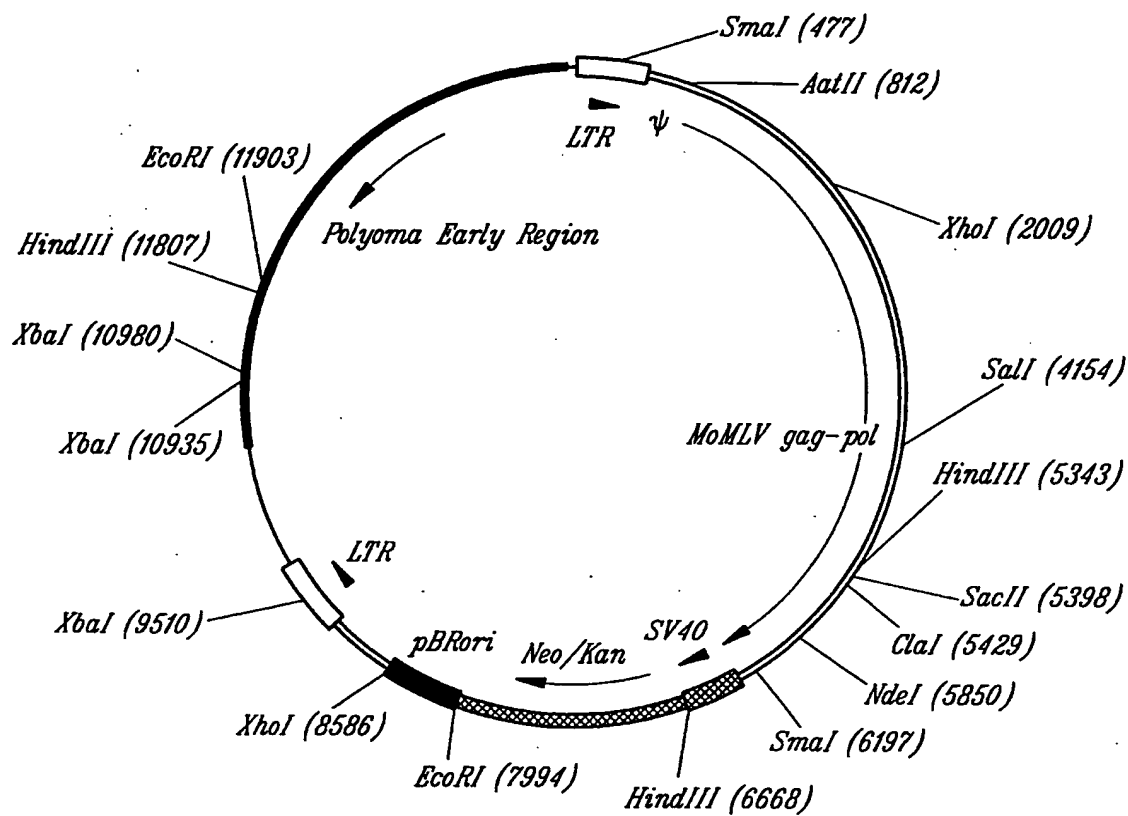 SmaI (477)
AatII (812)
LTR
ψ
XhoI (2009)
EcoRI (11903)
Polyoma Early Region
HindIII (11807)
XbaI (10980)
SalI (4154)
XbaI (10935)
MoMLV gag-pol
HindIII (5343)
LTR
SacII (5398)
XbaI (9510)
ClaI (5429)
SV40
pBRori
Neo/Kan
NdeI (5850)
XhoI (8586)
SmaI (6197)
EcoRI (7994)
HindIII (6668)